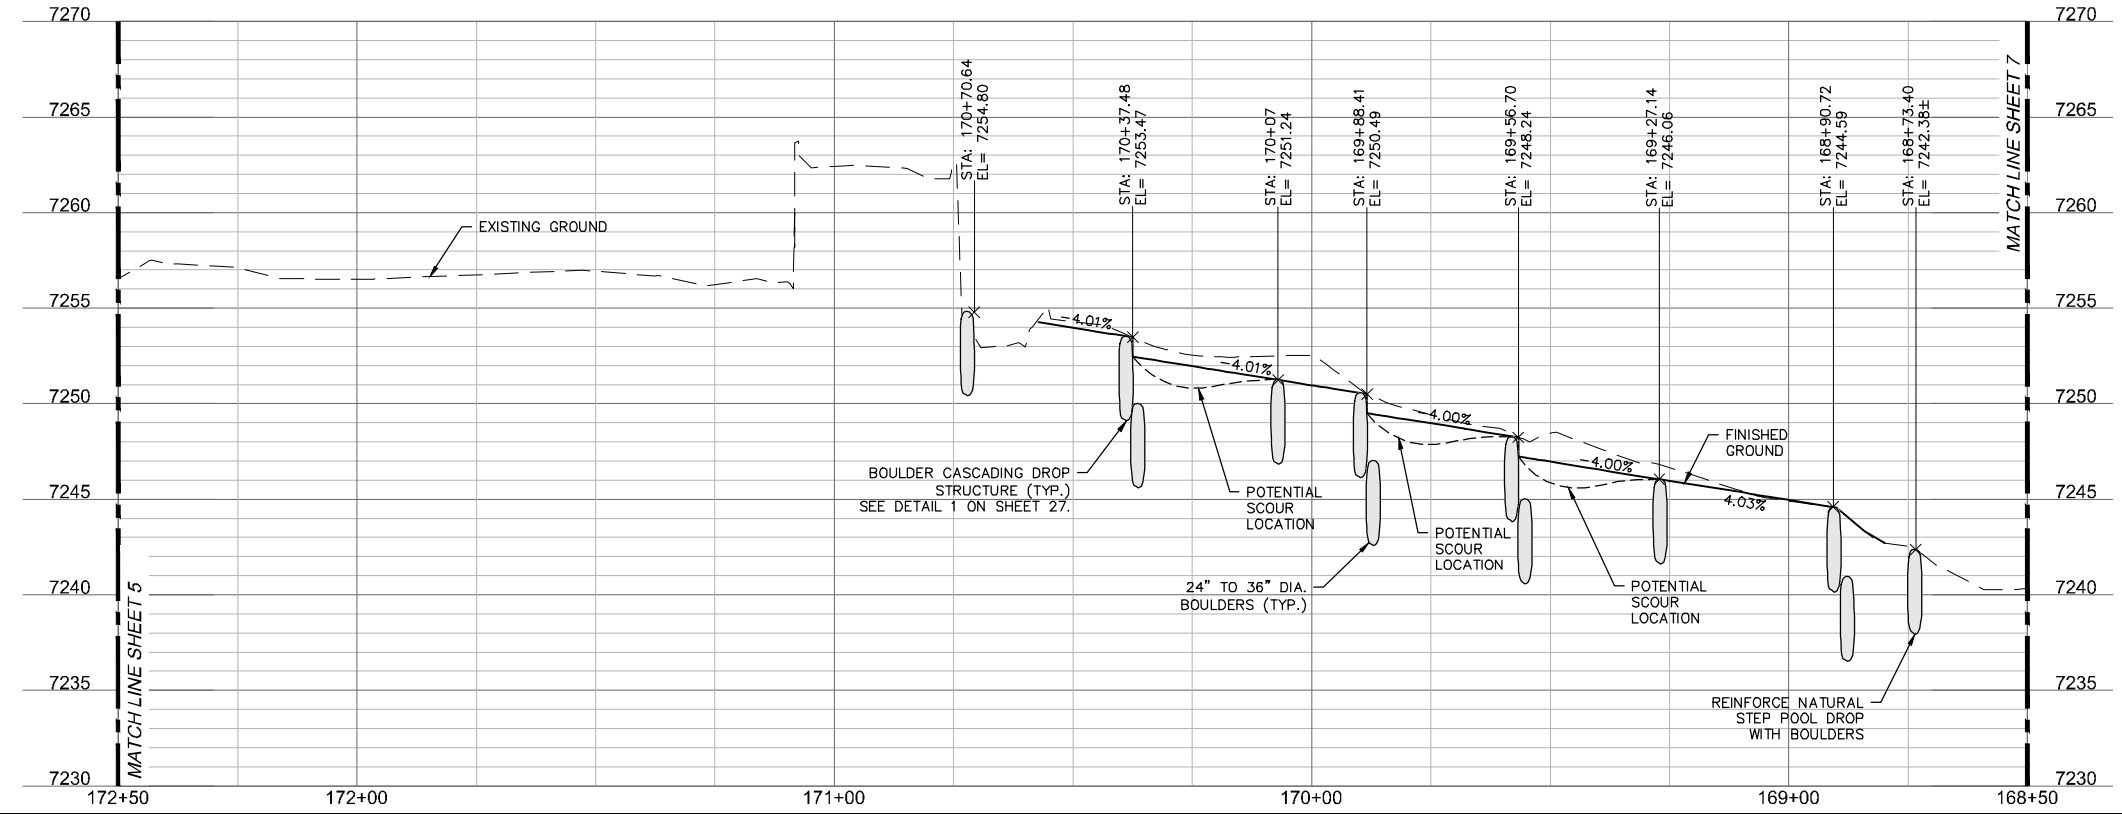 7270
7270
7265
7265
7260
7260
7255
7255
7250
7250
7245
7245
7240
7240
7235
7235
7230
7230
MATCH LINE SHEET 5
MATCH LINE SHEET 7
EXISTING GROUND
STA: 170+70.64
EL= 7254.80
STA: 170+37.48
EL= 7253.47
STA: 170+07
EL= 7251.24
STA: 169+88.41
EL= 7250.49
STA: 169+56.70
EL= 7248.24
STA: 169+27.14
EL= 7246.06
STA: 168+90.72
EL= 7244.59
STA: 168+73.40
EL= 7242.38±
-4.01%
-4.01%
-4.00%
-4.00%
4.03%
FINISHED
GROUND
BOULDER CASCADING DROP
STRUCTURE (TYP.)
SEE DETAIL 1 ON SHEET 27.
POTENTIAL
SCOUR
LOCATION
POTENTIAL
SCOUR
LOCATION
24" TO 36" DIA.
BOULDERS (TYP.)
POTENTIAL
SCOUR
LOCATION
REINFORCE NATURAL
STEP POOL DROP
WITH BOULDERS
172+50
172+00
171+00
170+00
169+00
168+50